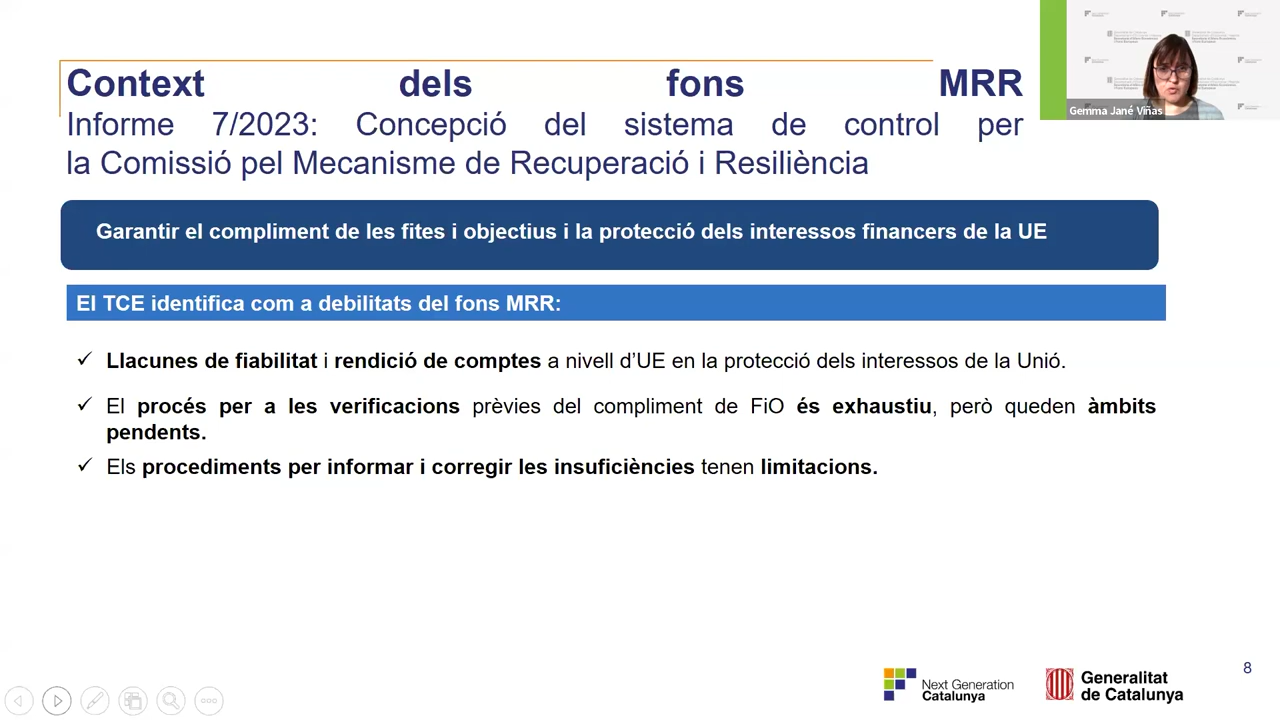 Context dels fons MRR
Informe 7/2023: Concepció del sistema de control per
la Comissió pel Mecanisme de Recuperació i Resiliència
Gemma Jané Viñas
Garantir el compliment de les fites i objectius i la protecció dels interessos financers de la UE
El TCE identifica com a debilitats del fons MRR:
✓ Llacunes de fiabilitat i rendició de comptes a nivell d’UE en la protecció dels interessos de la Unió.
✓ El procés per a les verificacions prèvies del compliment de FiO és exhaustiu, però queden àmbits
pendents.
✓ Els procediments per informar i corregir les insuficiències tenen limitacions.
Next Generation
Catalunya
Generalitat
de Catalunya
8